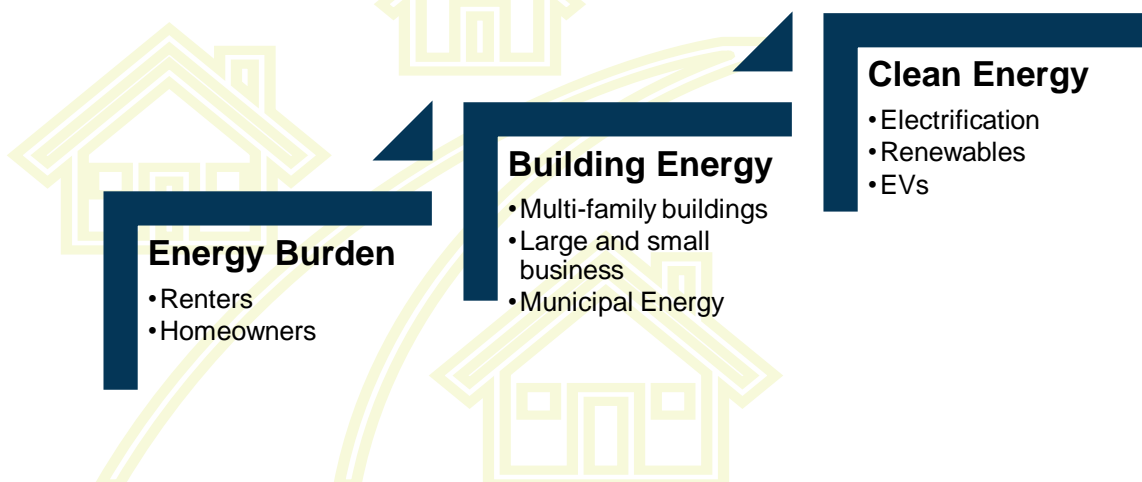 Energy Burden
•Renters
•Homeowners
Building Energy
•Multi-family buildings
•Large and small
business
•Municipal Energy
Clean Energy
•Electrification
•Renewables
•EVs